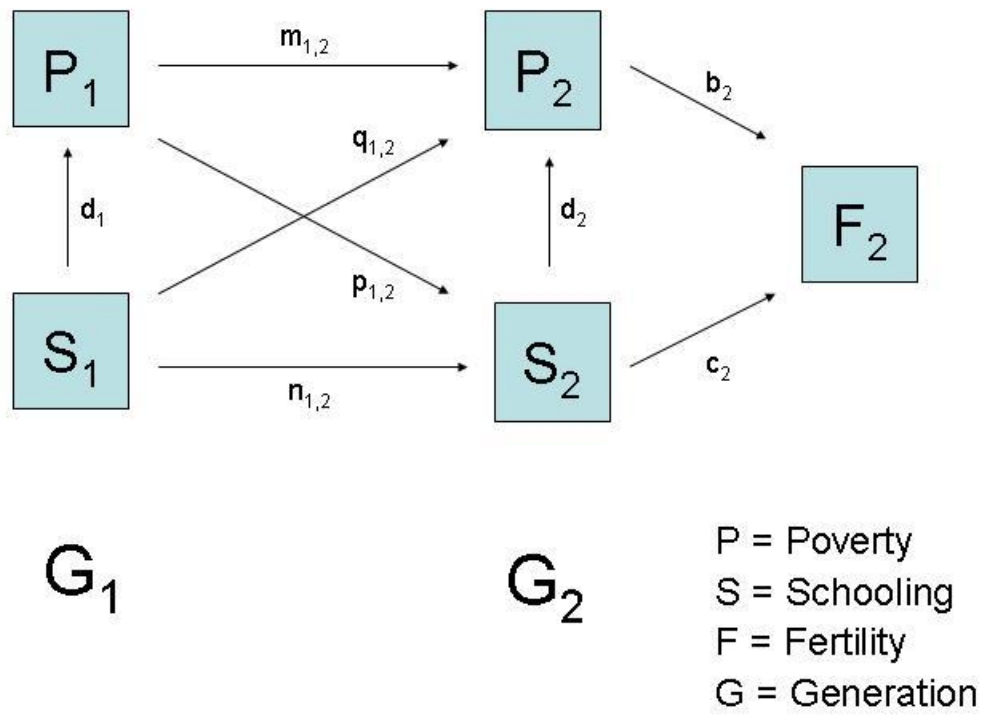 P1
m1,2
P2
b2
q1,2
d1
d2
F2
p1,2
S1
S2
n1,2
c2
G1
G2
P = Poverty
S = Schooling
F = Fertility
G = Generation